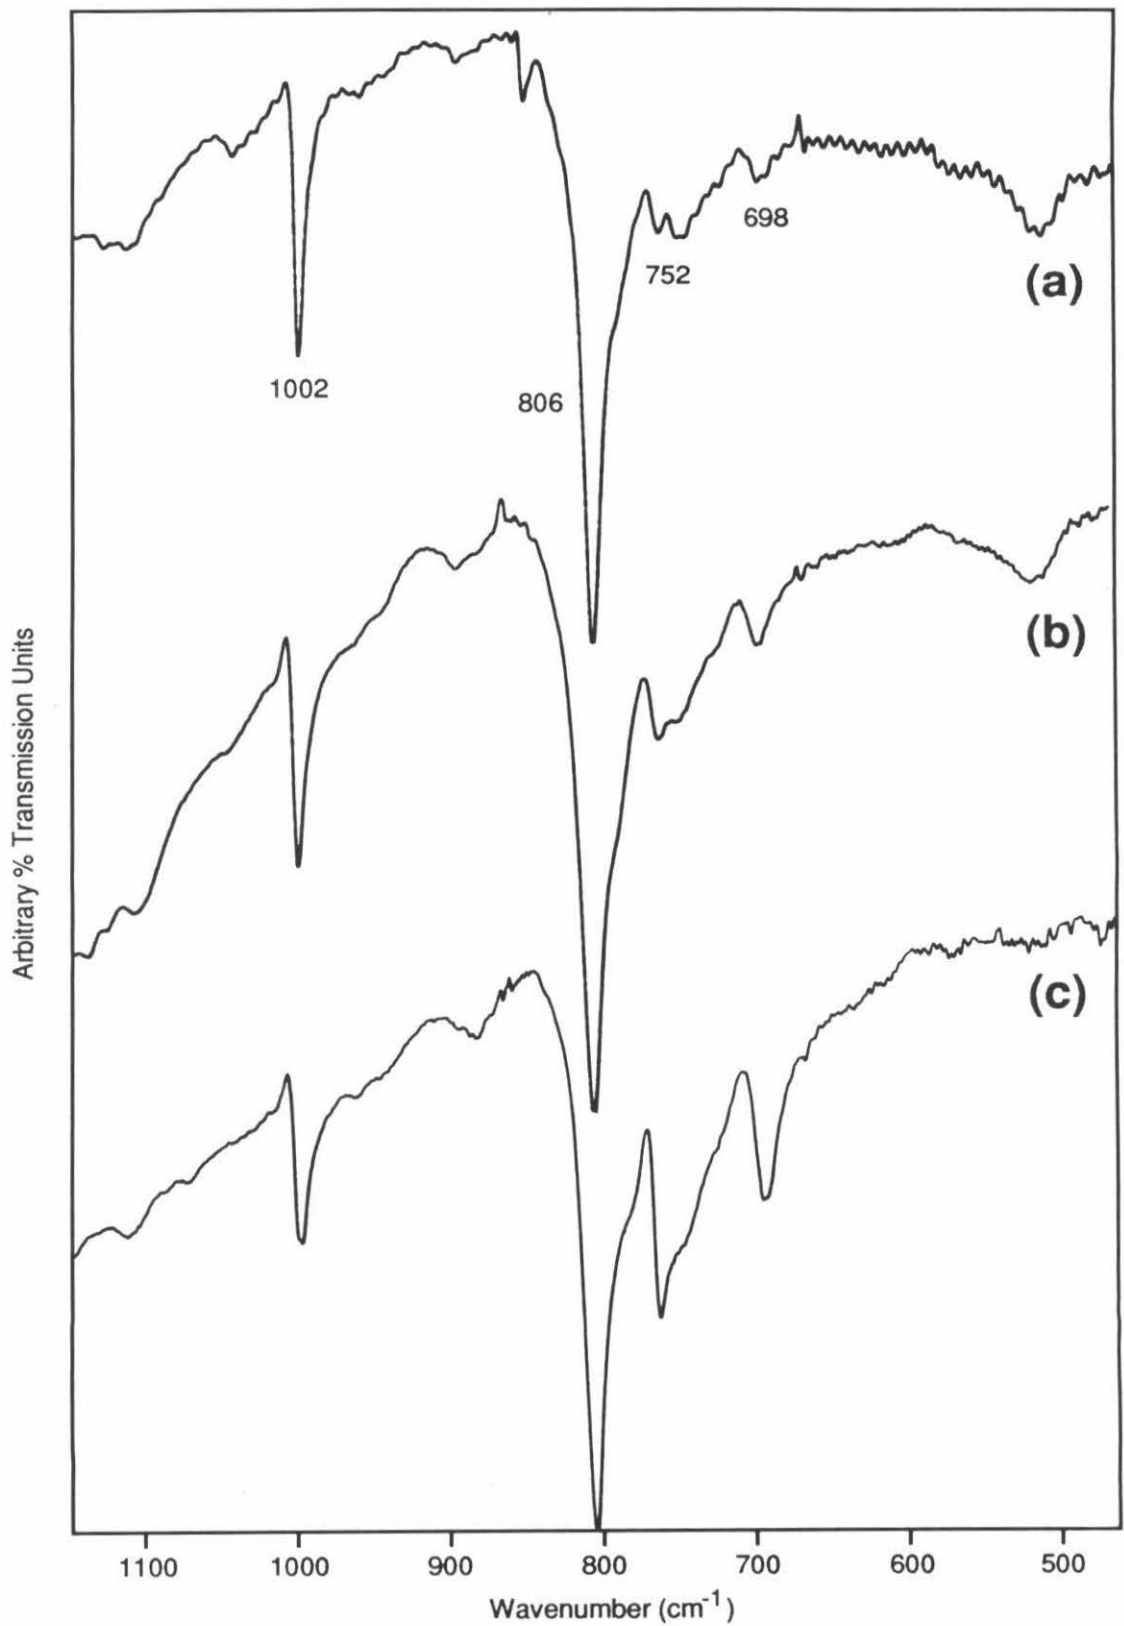 698
752
(a)
1002
806
(b)
Arbitrary % Transmission Units
(c)
1100 1000 900 800 700 600 500
Wavenumber (cm-1)